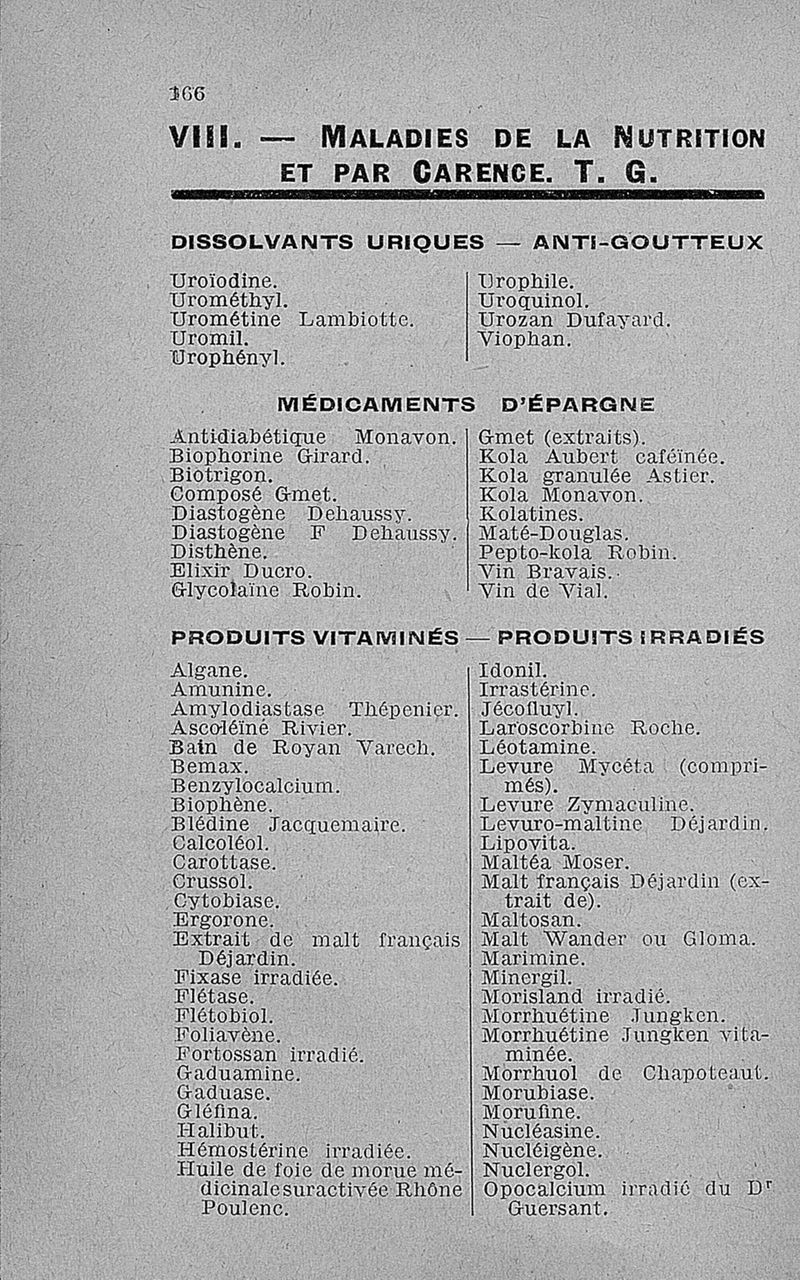 166
VIII. — MALADIES DE LA NUTRITION
ET PAR CARENCE. T. G.
DISSOLVANTS URIQUES — ANTI-GOUTTEUX
Uroïodine.
Urométhyl.
Urométine Lambiotte.
Uromil.
Urophényl.
Urophile.
Uroquinol.
Urozan Dufayard.
Viophan.
MÉDICAMENTS D'ÉPARGNE
Antidiabétique Monavon.
Biophorine Girard.
Biotrigon.
Composé Gmet.
Diastogène Dehaussy.
Diastogène F Dehaussy.
Disthène.
Elixir Ducro.
Glycolaïne Robin.
Gmet (extraits).
Kola Aubert caféïnée.
Kola granulée Astier.
Kola Monavon.
Kolatines.
Maté-Douglas.
Pepto-kola Robin.
Vin Bravais.
Vin de Vial.
PRODUITS VITAMINÉS — PRODUITS IRRADIÉS
Algane.
Amunine.
Amylodiastase Thépenier.
Ascoléïné Rivier.
Bain de Royan Varech.
Bemax.
Benzylocalcium.
Biophène.
Blédine Jacquemaire.
Calcoléol.
Carottase.
Crussol.
Cytobiase.
Ergorone.
Extrait de malt français
Déjardin.
Fixase irradiée.
Flétase.
Flétobiol.
Foliavène.
Fortossan irradié.
Gaduamine.
Gaduase.
Gléfina.
Halibut.
Hémostérine irradiée.
Huile de foie de morue mé-
dicinale suractivée Rhône
Poulenc.
Idonil.
Irrastérine.
Jécofluyl.
Laroscorbine Roche.
Léotamine.
Levure Mycéta (compri-
més).
Levure Zymaculine.
Levuro-maltine Déjardin.
Lipovita.
Maltéa Moser.
Malt français Déjardin (ex-
trait de).
Maltosan.
Malt Wander ou Gloma.
Marimine.
Minergil.
Morisland irradié.
Morrhuétine Jungken.
Morrhuétine Jungken vita-
minée.
Morrhuol de Chapoteaut.
Morubiase.
Morufine.
Nucléasine.
Nucléigène.
Nuclergol.
Opocalcium irradié du Dr
Guersant.